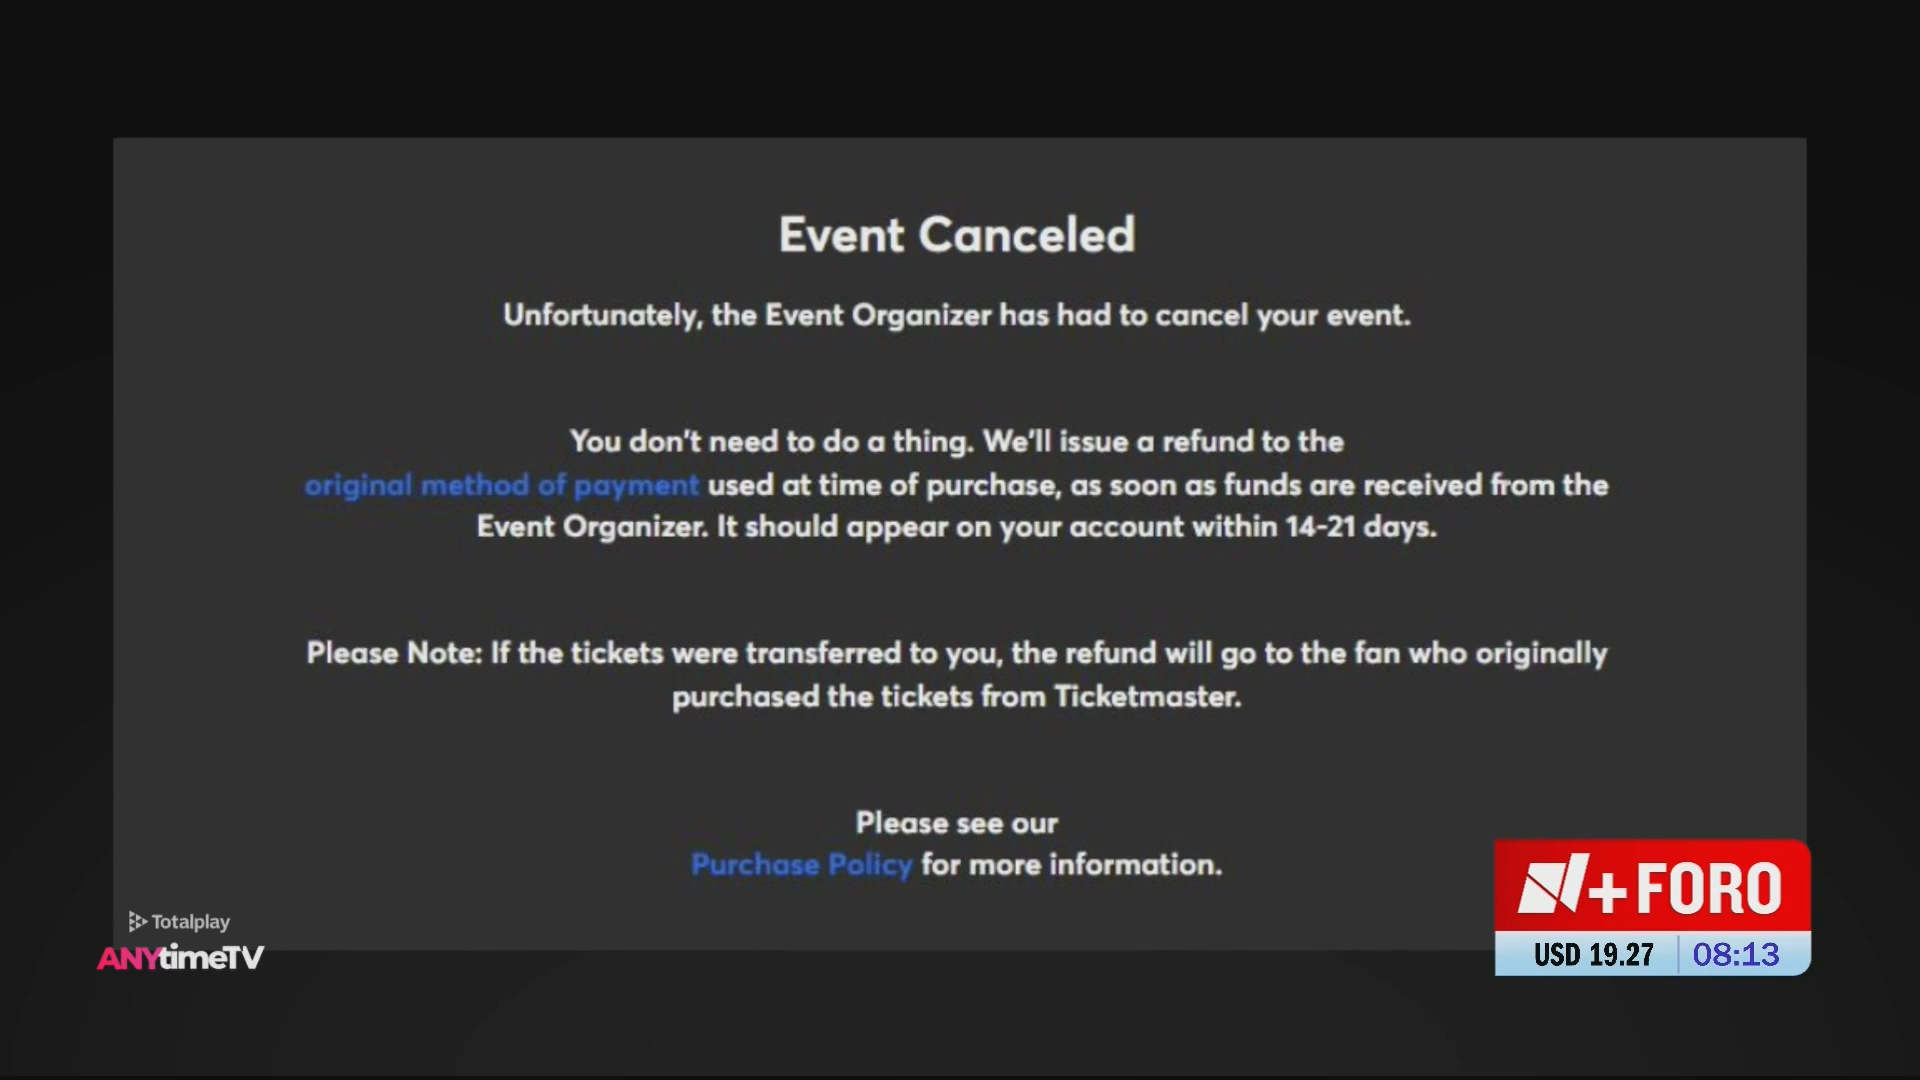 Event Canceled
Unfortunately, the Event Organizer has had to cancel your event.
You don't need to do a thing. We'll issue a refund to the
original method of payment used at time of purchase, as soon as funds are received from the
Event Organizer. It should appear on your account within 14-21 days.
Please Note: If the tickets were transferred to you, the refund will go to the fan who originally
purchased the tickets from Ticketmaster.
Please see our
Purchase Policy for more information.
Totalplay
ANYtimeTV
N+FORO
USD 19.27 08:13